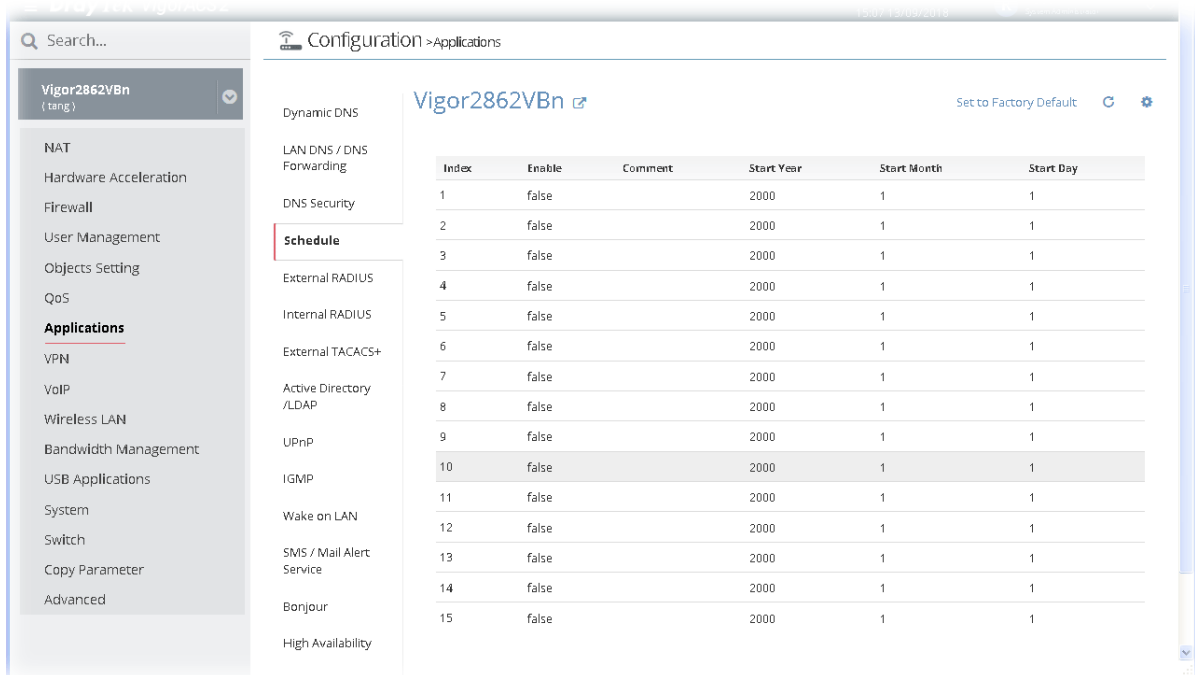 Search...
Configuration >Applications
Vigor2862VBn
( tang )
NAT
Hardware Acceleration
Firewall
User Management
Objects Setting
QoS
Applications
VPN
VoIP
Wireless LAN
Bandwidth Management
USB Applications
System
Switch
Copy Parameter
Advanced
Dynamic DNS
LAN DNS / DNS
Forwarding
DNS Security
Schedule
External RADIUS
Internal RADIUS
External TACACS+
Active Directory
/LDAP
UPnP
IGMP
Wake on LAN
SMS / Mail Alert
Service
Bonjour
High Availability
Vigor2862VBn
Set to Factory Default
Index Enable Comment Start Year Start Month Start Day
1 false 2000 1 1
2 false 2000 1 1
3 false 2000 1 1
4 false 2000 1 1
5 false 2000 1 1
6 false 2000 1 1
7 false 2000 1 1
8 false 2000 1 1
9 false 2000 1 1
10 false 2000 1 1
11 false 2000 1 1
12 false 2000 1 1
13 false 2000 1 1
14 false 2000 1 1
15 false 2000 1 1